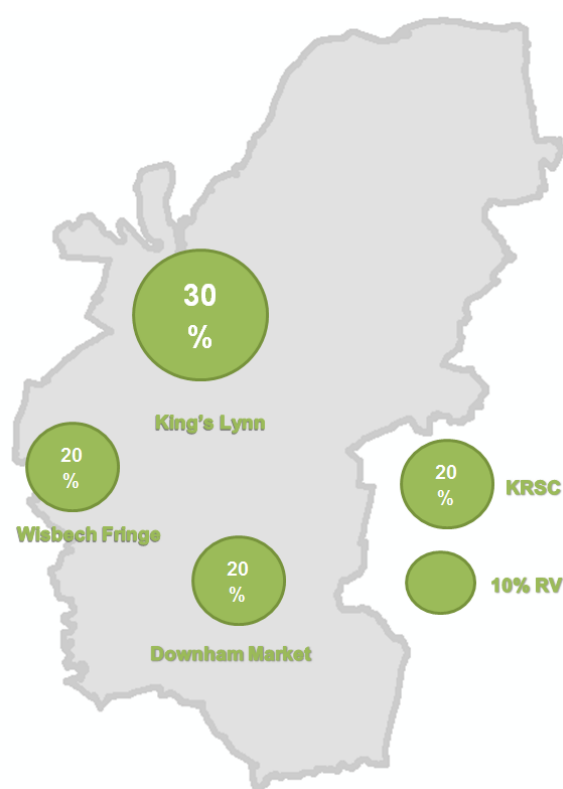 30
%
King's Lynn
20
%
Wisbech Fringe
20
%
KRSC
20
%
Downham Market
10% RV